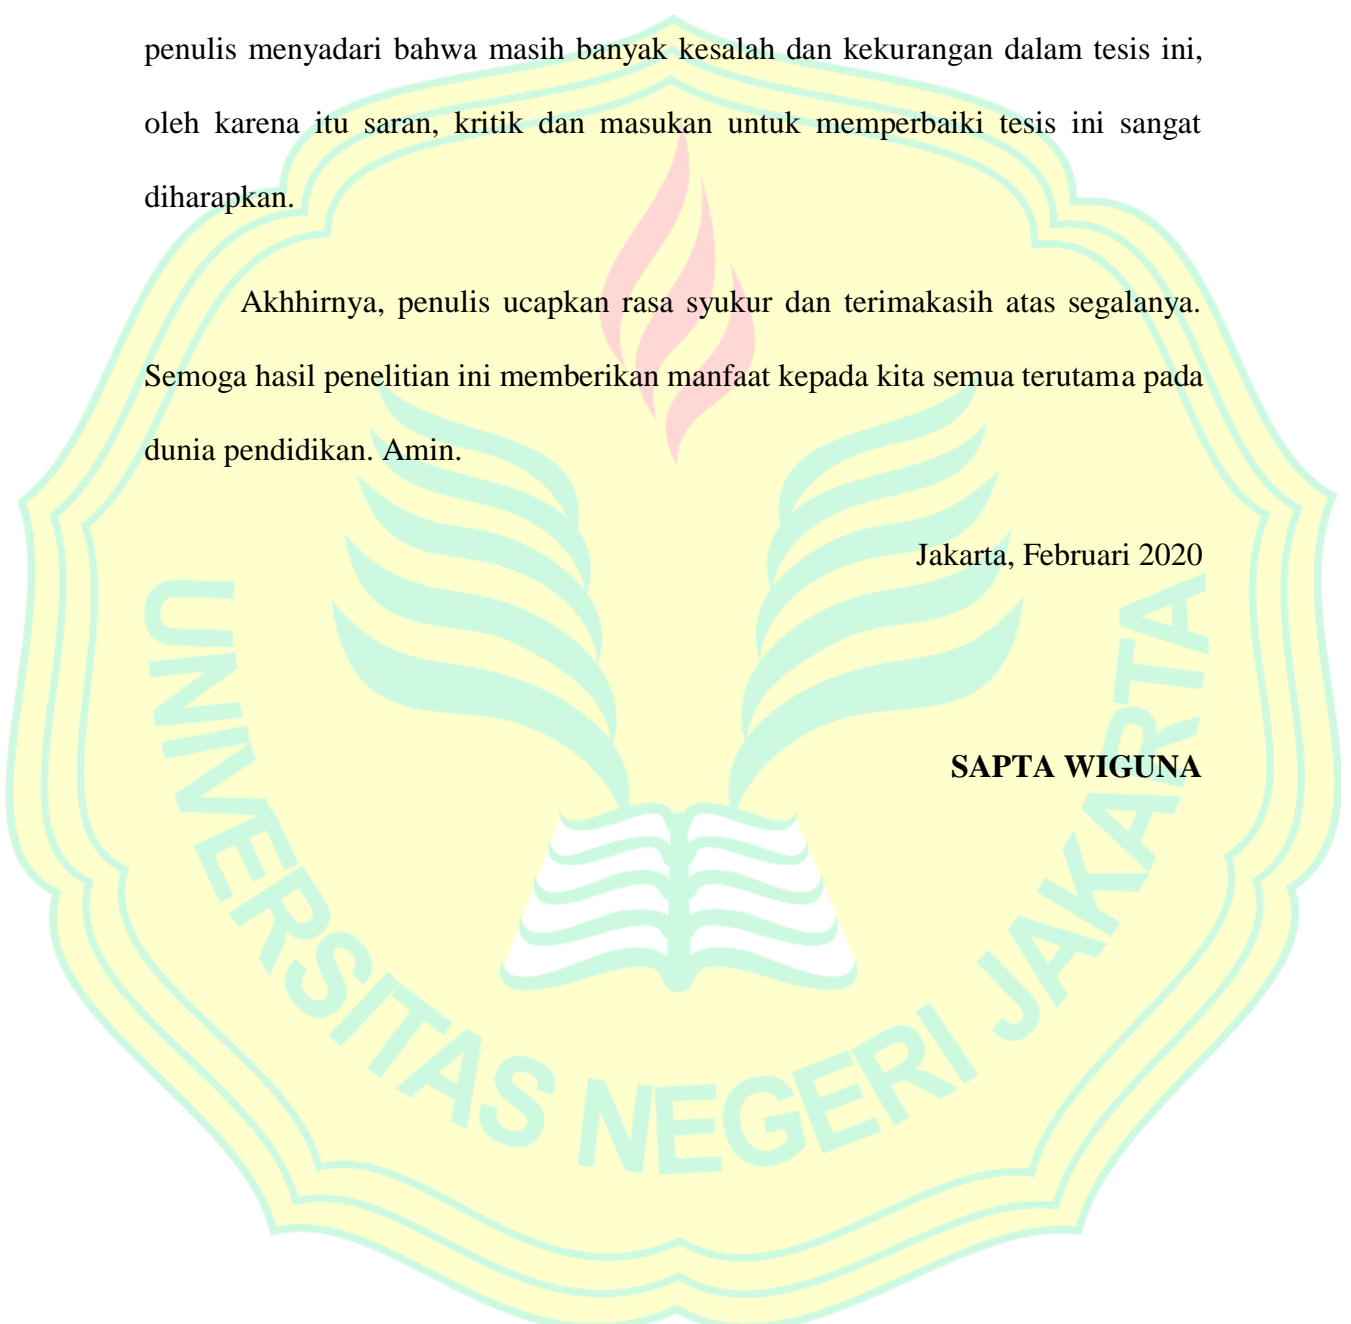 penulis menyadari bahwa masih banyak kesalah dan kekurangan dalam tesis ini,
oleh karena itu saran, kritik dan masukan untuk memperbaiki tesis ini sangat
diharapkan.
Akhhirnya, penulis ucapkan rasa syukur dan terimakasih atas segalanya.
Semoga hasil penelitian ini memberikan manfaat kepada kita semua terutama pada
dunia pendidikan. Amin.
Jakarta, Februari 2020
SAPTA WIGUNA
UNIVERSITAS NEGERI JAKARTA